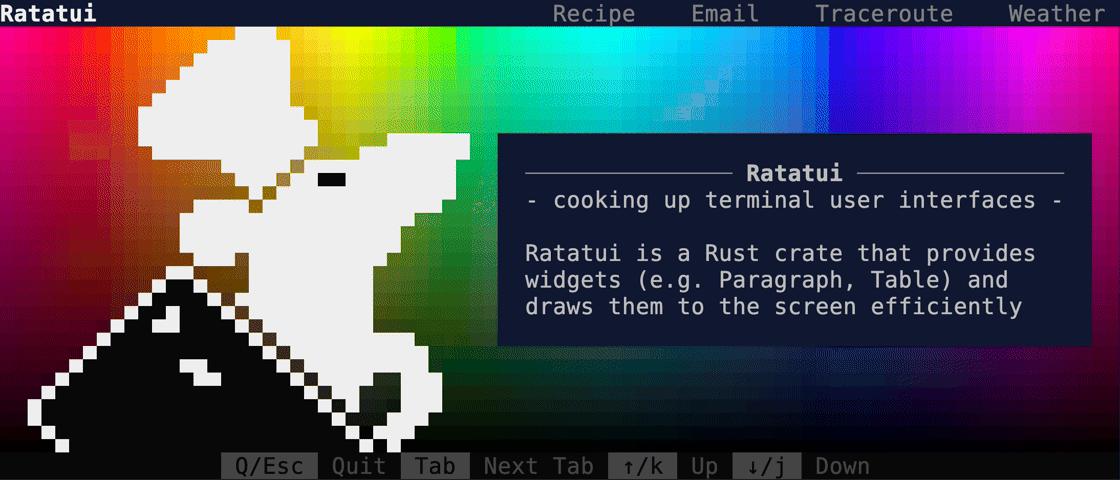 Ratatui Recipe Email Traceroute Weather
Ratatui
- cooking up terminal user interfaces -
Ratatui is a Rust crate that provides
widgets (e.g. Paragraph, Table) and
draws them to the screen efficiently
Q/Esc Quit Tab Next Tab ↑/k Up ↓/j Down